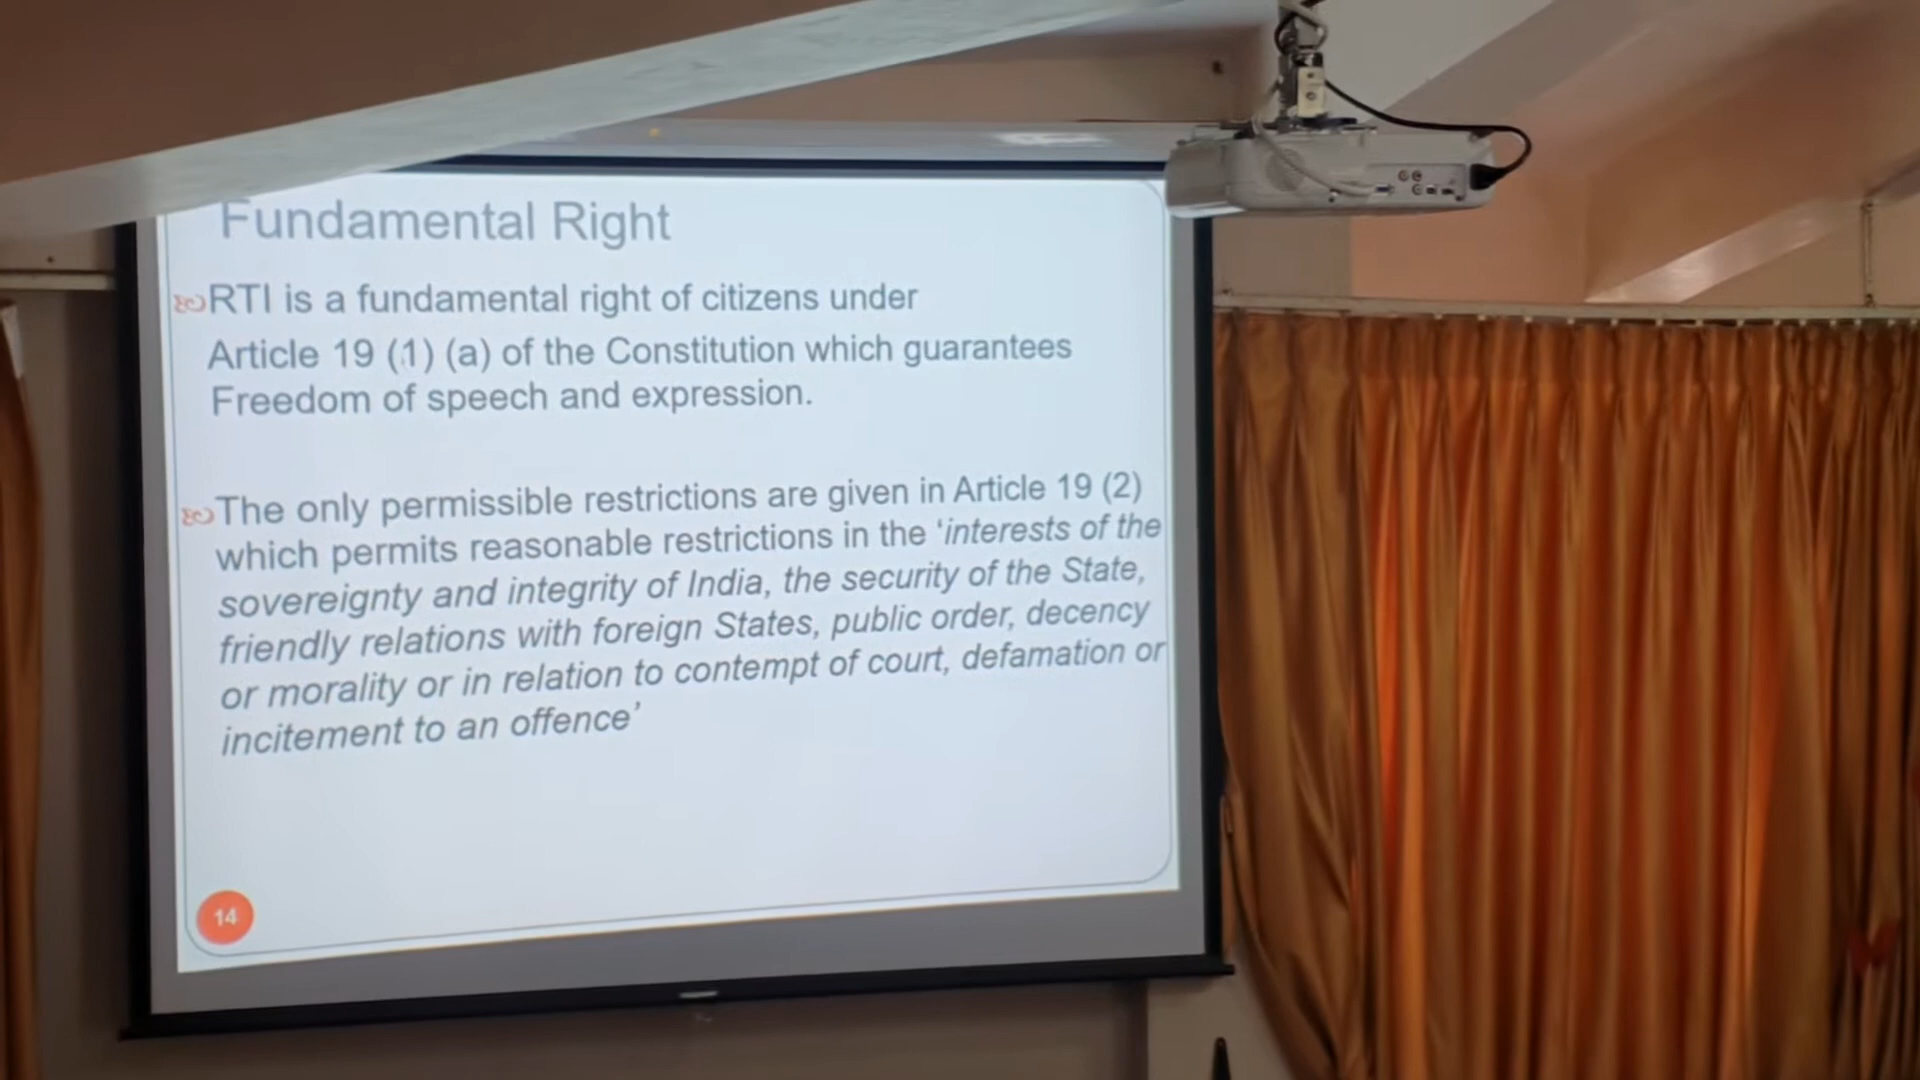 Fundamental Right
RTI is a fundamental right of citizens under
Article 19 (1) (a) of the Constitution which guarantees
Freedom of speech and expression.
The only permissible restrictions are given in Article 19 (2)
which permits reasonable restrictions in the ‘interests of the
sovereignty and integrity of India, the security of the State,
friendly relations with foreign States, public order, decency
or morality or in relation to contempt of court, defamation or
incitement to an offence’
14